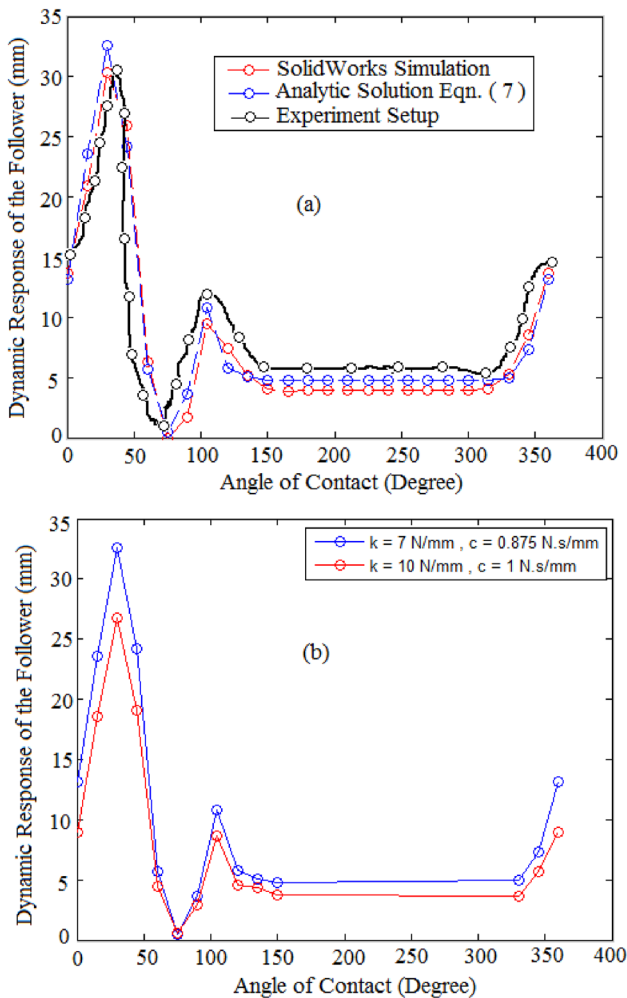 35
30
25
20
15
10
5
0
Dynamic Response of the Follower (mm)
SolidWorks Simulation
Analytic Solution Eqn. ( 7 )
Experiment Setup
(a)
0 50 100 150 200 250 300 350 400
Angle of Contact (Degree)
35
30
25
20
15
10
5
0
Dynamic Response of the Follower (mm)
k = 7 N/mm , c = 0.875 N.s/mm
k = 10 N/mm , c = 1 N.s/mm
(b)
0 50 100 150 200 250 300 350 400
Angle of Contact (Degree)